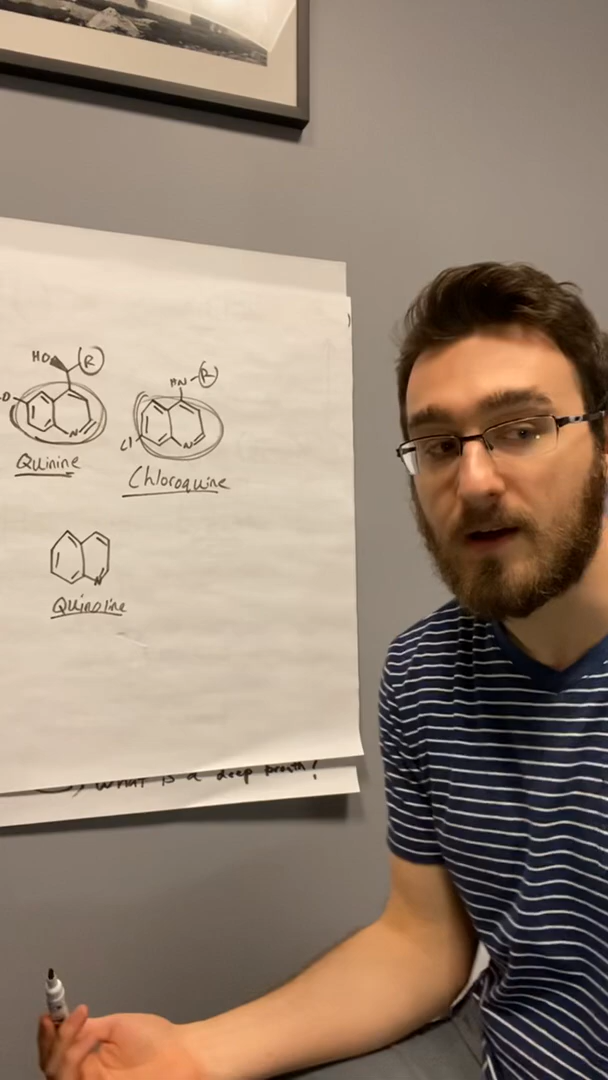 HO R
HN R
O
N
Cl N
Quinine
Chloroquine
N
Quinoline
What is a deep breath?